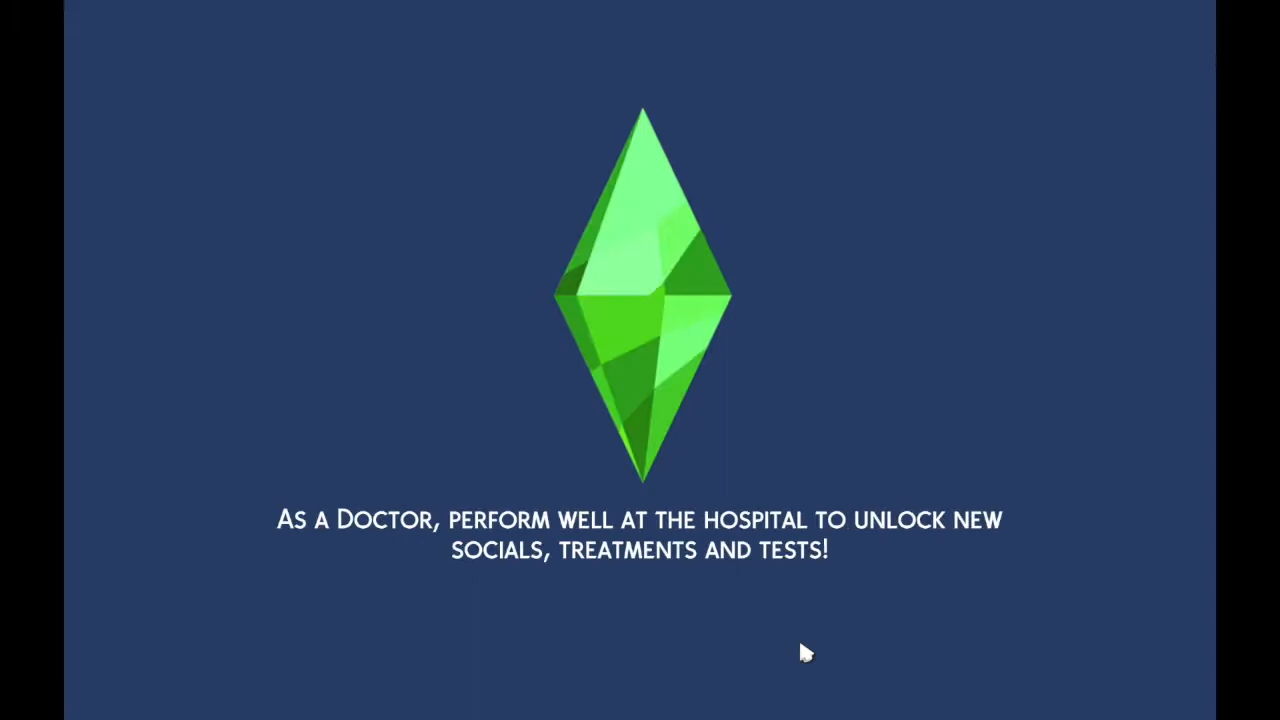 As a Doctor, perform well at the hospital to unlock new
socials, treatments and tests!